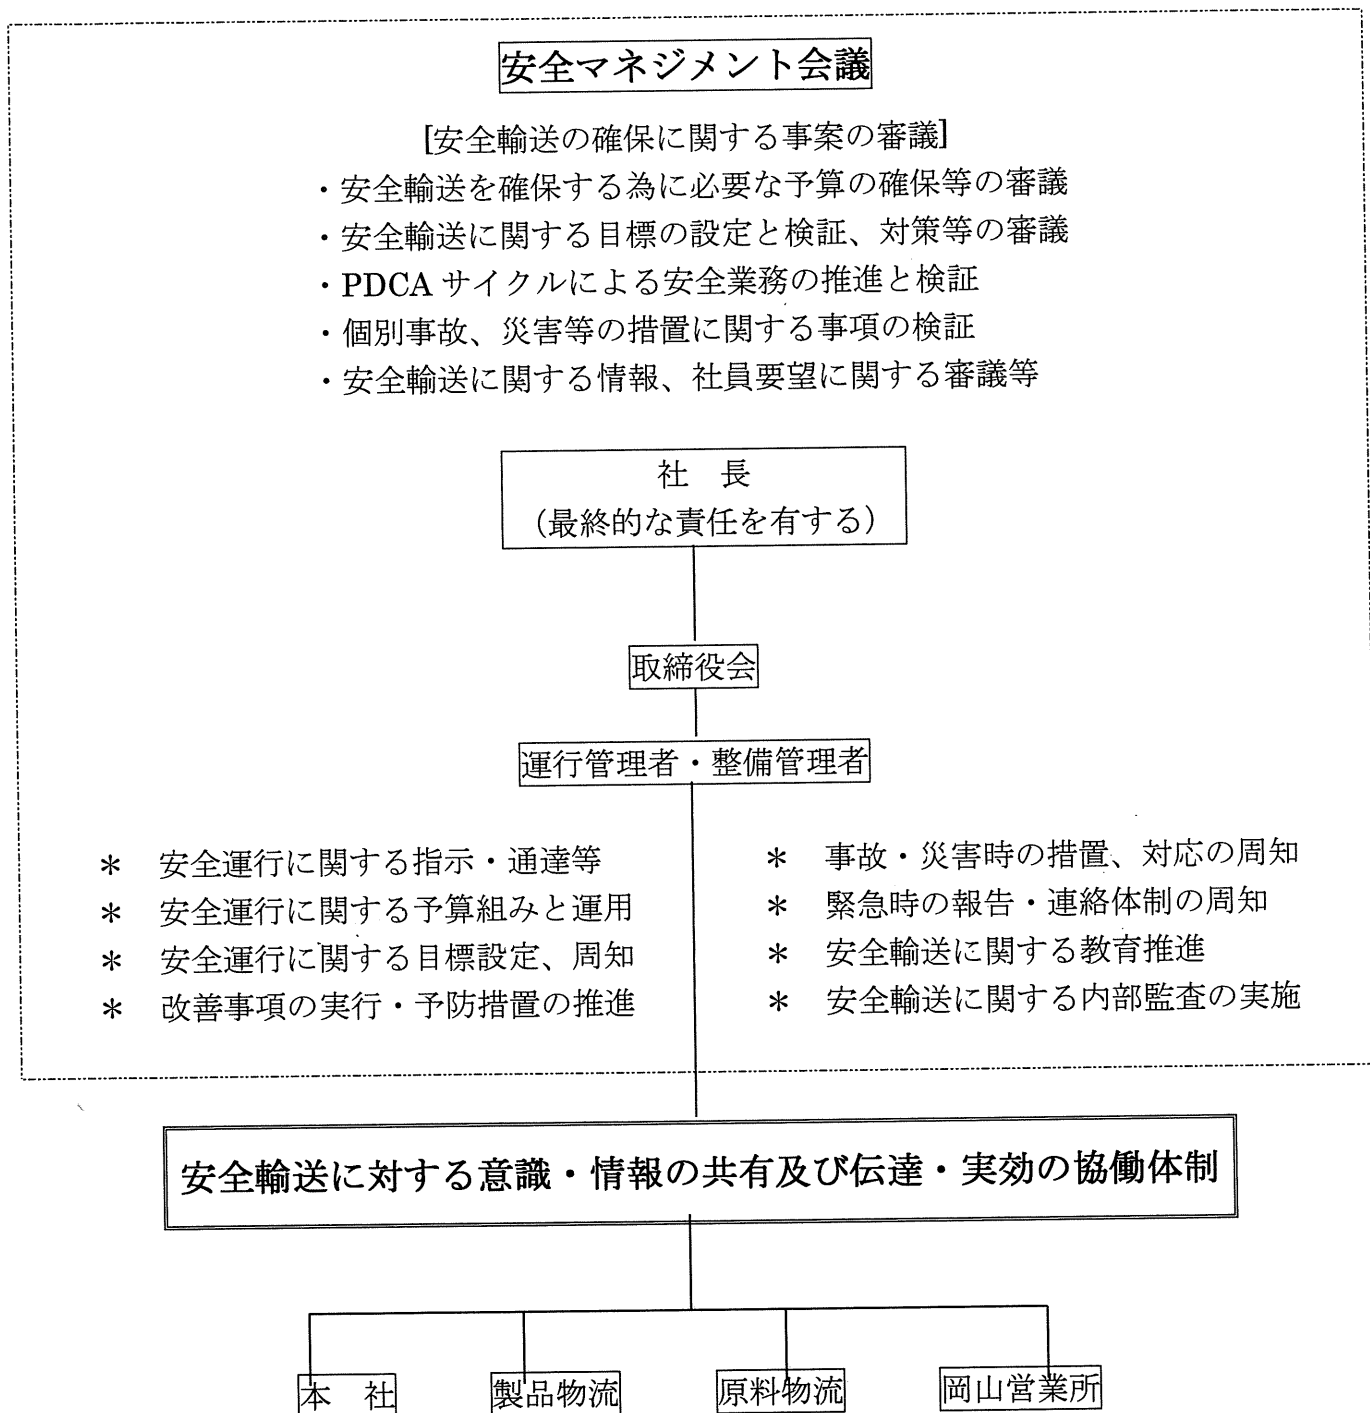 安全マネジメント会議
[安全輸送の確保に関する事案の審議]
・安全輸送を確保する為に必要な予算の確保等の審議
・安全輸送に関する目標の設定と検証、対策等の審議
・PDCA サイクルによる安全業務の推進と検証
・個別事故、災害等の措置に関する事項の検証
・安全輸送に関する情報、社員要望に関する審議等
社　長
（最終的な責任を有する）
取締役会
運行管理者・整備管理者
＊　安全運行に関する指示・通達等
＊　安全運行に関する予算組みと運用
＊　安全運行に関する目標設定、周知
＊　改善事項の実行・予防措置の推進
＊　事故・災害時の措置、対応の周知
＊　緊急時の報告・連絡体制の周知
＊　安全輸送に関する教育推進
＊　安全輸送に関する内部監査の実施
安全輸送に対する意識・情報の共有及び伝達・実効の協働体制
本　社
製品物流
原料物流
岡山営業所